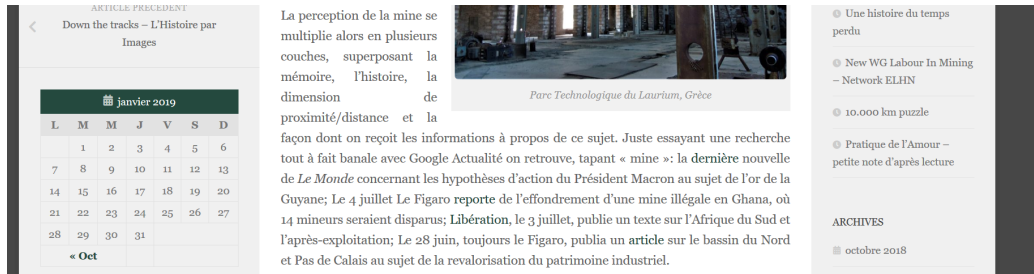 ARTICLE PRÉCÉDENT
Down the tracks – L'Histoire par
Images
janvier 2019
L M M J V S D
1 2 3 4 5 6
7 8 9 10 11 12 13
14 15 16 17 18 19 20
21 22 23 24 25 26 27
28 29 30 31
« Oct
La perception de la mine se
multiplie alors en plusieurs
couches, superposant la
mémoire, l'histoire, la
dimension de
proximité/distance et la
Parc Technologique du Laurium, Grèce
façon dont on reçoit les informations à propos de ce sujet. Juste essayant une recherche
tout à fait banale avec Google Actualité on retrouve, tapant « mine »: la dernière nouvelle
de Le Monde concernant les hypothèses d'action du Président Macron au sujet de l'or de la
Guyane; Le 4 juillet Le Figaro reporte de l'effondrement d'une mine illégale en Ghana, où
14 mineurs seraient disparus; Libération, le 3 juillet, publie un texte sur l'Afrique du Sud et
l'après-exploitation; Le 28 juin, toujours le Figaro, publia un article sur le bassin du Nord
et Pas de Calais au sujet de la revalorisation du patrimoine industriel.
Une histoire du temps
perdu
New WG Labour In Mining
– Network ELHN
10.000 km puzzle
Pratique de l'Amour –
petite note d'après lecture
ARCHIVES
octobre 2018